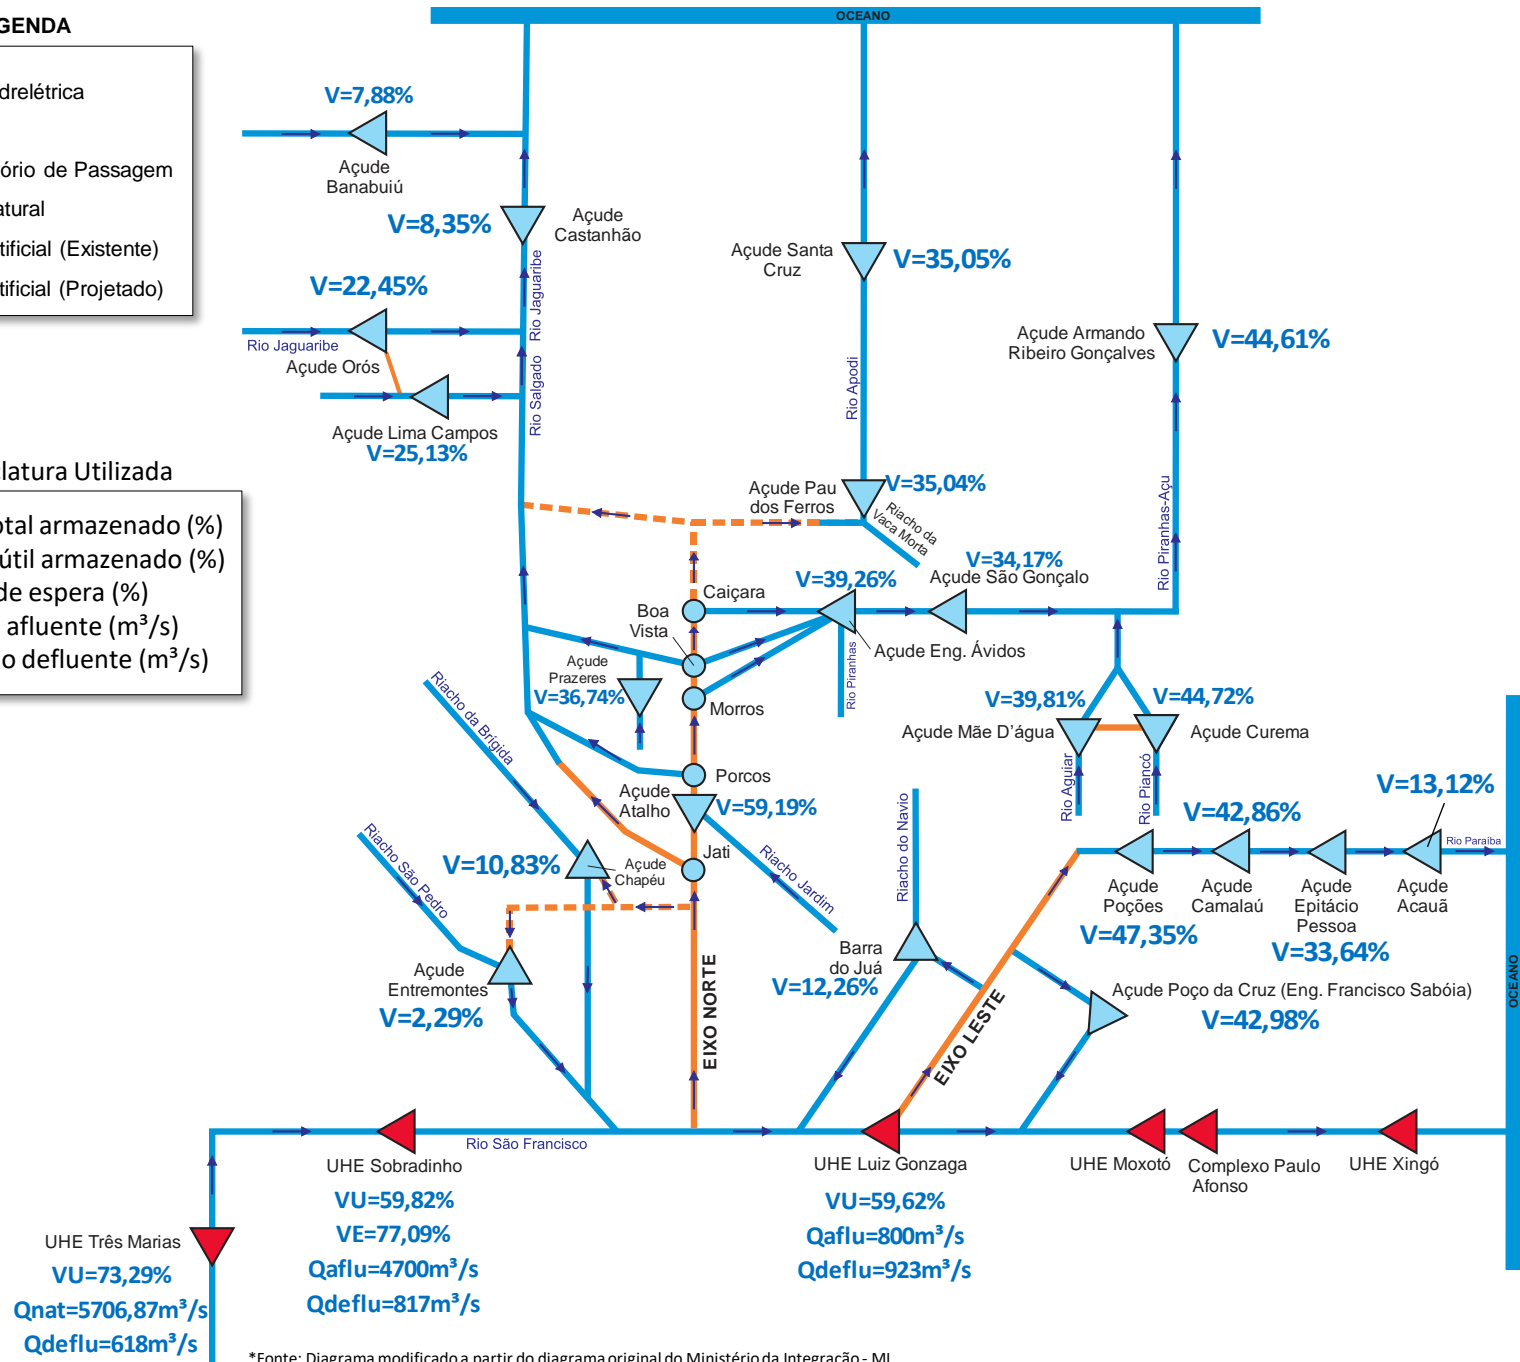 OCEANO
GENDA
drelétrica
ório de Passagem
atural
tificial (Existente)
tificial (Projetado)
V=7,88%
Açude
Banabuiú
V=8,35%
Açude
Castanhão
Açude Santa
Cruz
V=35,05%
V=22,45%
Rio Jaguaribe
Rio Jaguaribe
Açude Orós
Açude Armando
Ribeiro Gonçalves
V=44,61%
Rio Salgado
Rio Apodi
Açude Lima Campos
V=25,13%
clatura Utilizada
otal armazenado (%)
útil armazenado (%)
de espera (%)
o afluente (m³/s)
o defluente (m³/s)
Açude Pau
dos Ferros
V=35,04%
Riacho da
Vaca Morta
Rio Piranhas-Açu
V=34,17%
Açude São Gonçalo
V=39,26%
Caiçara
Boa
Vista
Açude Eng. Ávidos
Rio Piranhas
Açude
Prazeres
V=36,74%
Morros
Riacho da Brígida
V=39,81%
V=44,72%
Açude Mãe D'água
Açude Curema
Rio Aguiar
Rio Piancó
Porcos
Açude
Atalho
V=59,19%
V=13,12%
V=42,86%
Rio Paraíba
Riacho do Navio
Riacho São Pedro
V=10,83%
Açude
Chapéu
Jati
Riacho Jardim
Açude
Poções
V=47,35%
Açude
Camalaú
Açude
Epitácio
Pessoa
V=33,64%
Açude
Acauã
Barra
do Juá
V=12,26%
Açude
Entremontes
V=2,29%
EIXO NORTE
EIXO LESTE
Açude Poço da Cruz (Eng. Francisco Sabóia)
V=42,98%
OCEANO
Rio São Francisco
UHE Sobradinho
VU=59,82%
VE=77,09%
Qaflu=4700m³/s
Qdeflu=817m³/s
UHE Luiz Gonzaga
VU=59,62%
Qaflu=800m³/s
Qdeflu=923m³/s
UHE Moxotó
Complexo Paulo
Afonso
UHE Xingó
UHE Três Marias
VU=73,29%
Qnat=5706,87m³/s
Qdeflu=618m³/s
*Fonte: Diagrama modificado a partir do diagrama original do Ministério da Integração - MI